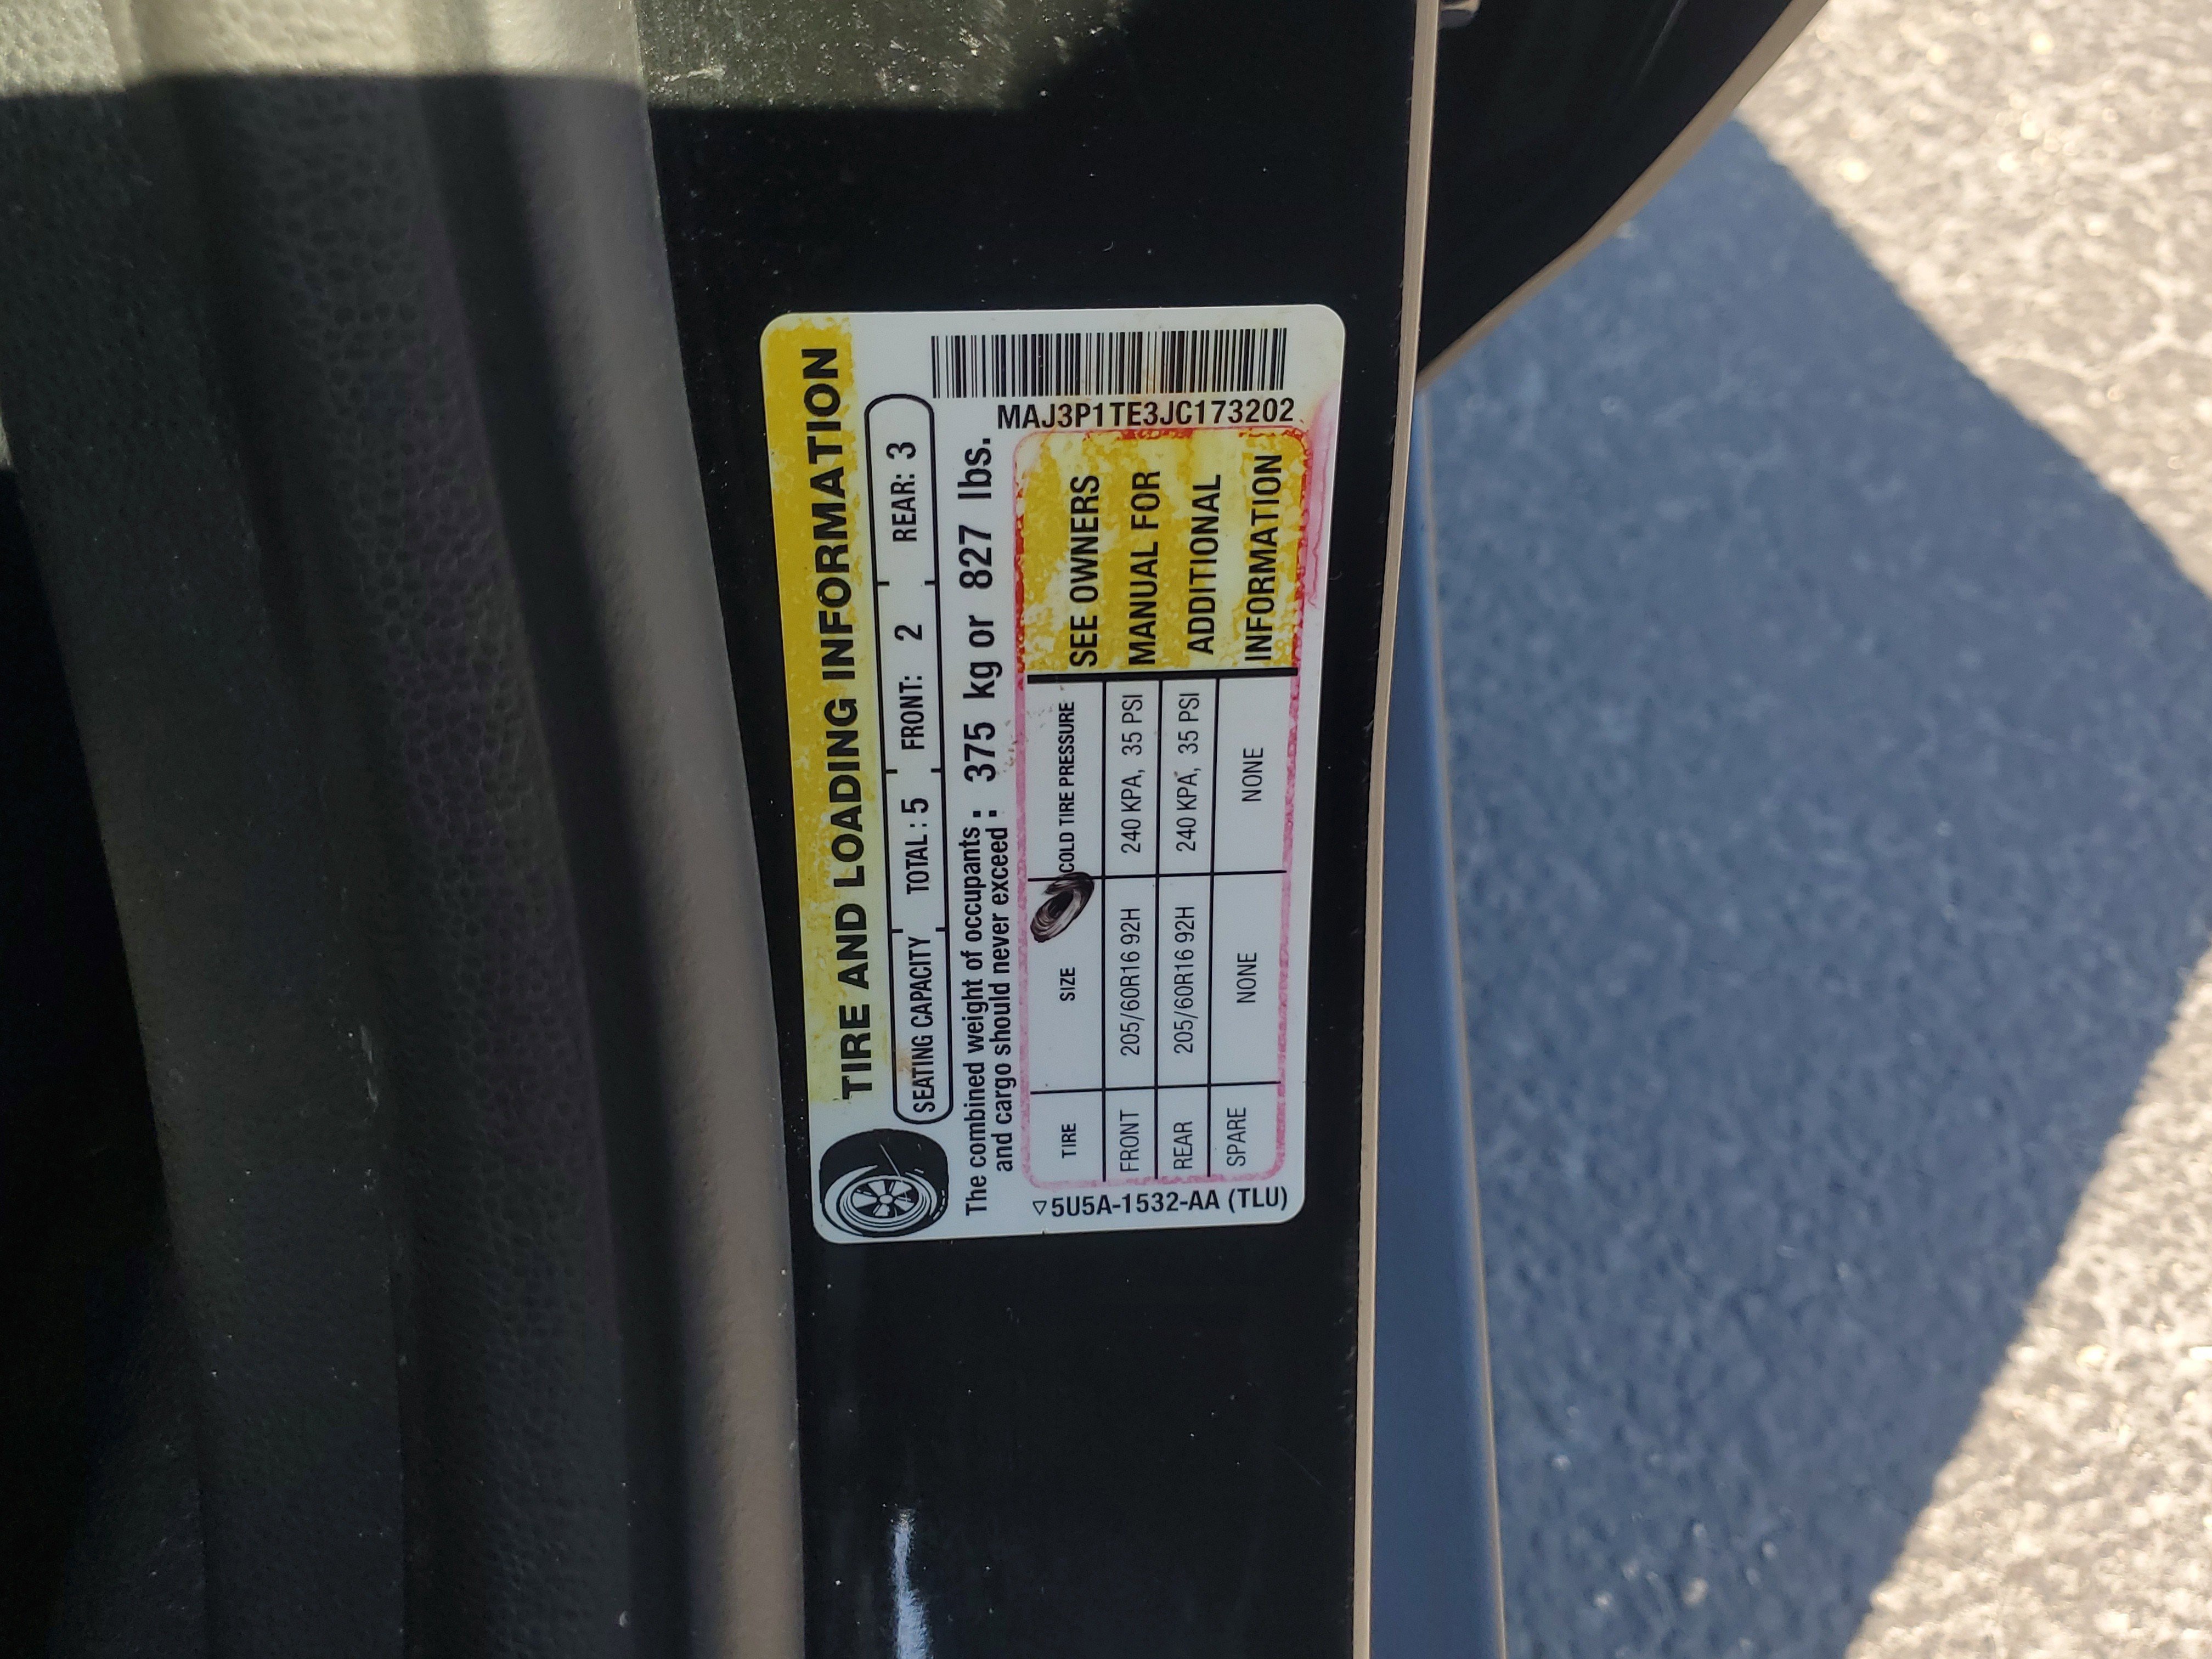 TIRE AND LOADING INFORMATION
SEATING CAPACITY TOTAL: 5 FRONT: 2 REAR: 3
The combined weight of occupants : 375 kg or 827 lbs.
and cargo should never exceed :
MAJ3P1TE3JC173202
TIRE SIZE COLD TIRE PRESSURE
FRONT 205/60R16 92H 240 KPA, 35 PSI
REAR 205/60R16 92H 240 KPA, 35 PSI
SPARE NONE NONE
SEE OWNERS
MANUAL FOR
ADDITIONAL
INFORMATION
▽5U5A-1532-AA (TLU)